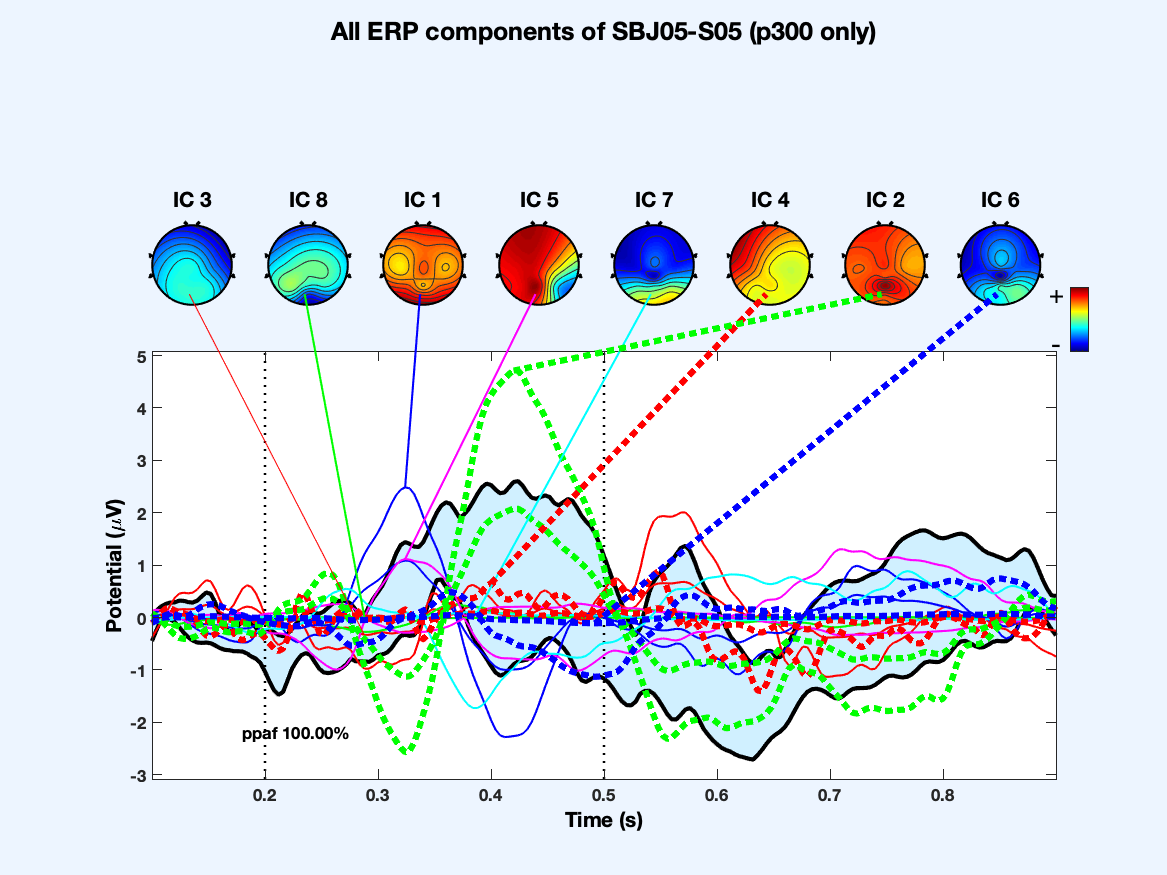 All ERP components of SBJ05-S05 (p300 only)
IC 3 IC 8 IC 1 IC 5 IC 7 IC 4 IC 2 IC 6
+
-
5
4
3
2
1
0
-1
-2
-3
Potential (μV)
ppaf 100.00%
0.2 0.3 0.4 0.5 0.6 0.7 0.8
Time (s)